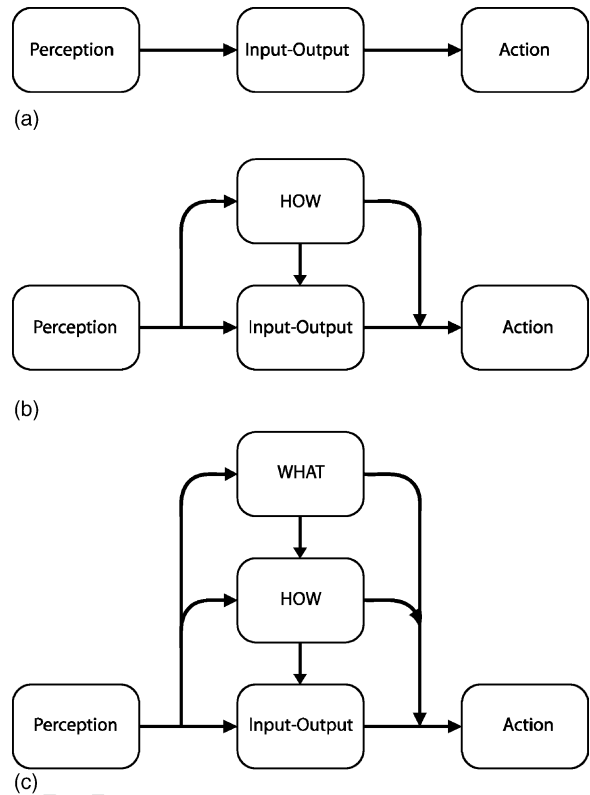 Perception Input-Output Action
(a)
HOW
Perception Input-Output Action
(b)
WHAT
HOW
Perception Input-Output Action
(c)